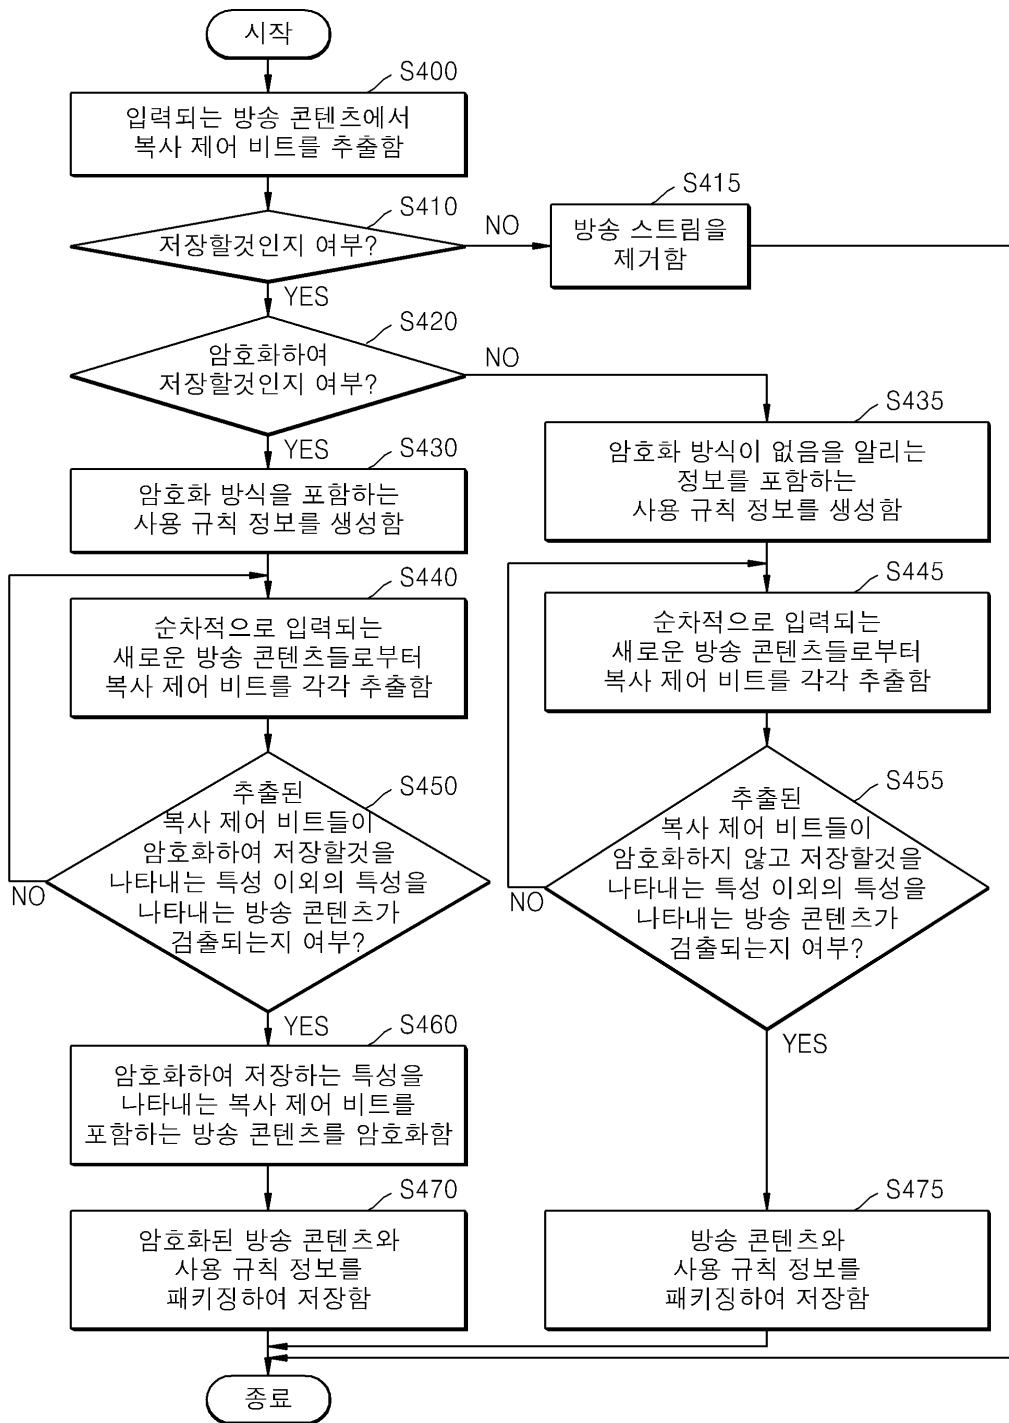 시작
S400
입력되는 방송 콘텐츠에서
복사 제어 비트를 추출함
S410
저장할것인지 여부?
NO
S415
방송 스트림을
제거함
YES
S420
암호화하여
저장할것인지 여부?
NO
YES
S430
암호화 방식을 포함하는
사용 규칙 정보를 생성함
S435
암호화 방식이 없음을 알리는
정보를 포함하는
사용 규칙 정보를 생성함
S440
순차적으로 입력되는
새로운 방송 콘텐츠들로부터
복사 제어 비트를 각각 추출함
S445
순차적으로 입력되는
새로운 방송 콘텐츠들로부터
복사 제어 비트를 각각 추출함
S450
추출된
복사 제어 비트들이
암호화하여 저장할것을
나타내는 특성 이외의 특성을
나타내는 방송 콘텐츠가
검출되는지 여부?
NO
YES
S455
추출된
복사 제어 비트들이
암호화하지 않고 저장할것을
나타내는 특성 이외의 특성을
나타내는 방송 콘텐츠가
검출되는지 여부?
NO
YES
S460
암호화하여 저장하는 특성을
나타내는 복사 제어 비트를
포함하는 방송 콘텐츠를 암호화함
S470
암호화된 방송 콘텐츠와
사용 규칙 정보를
패키징하여 저장함
S475
방송 콘텐츠와
사용 규칙 정보를
패키징하여 저장함
종료